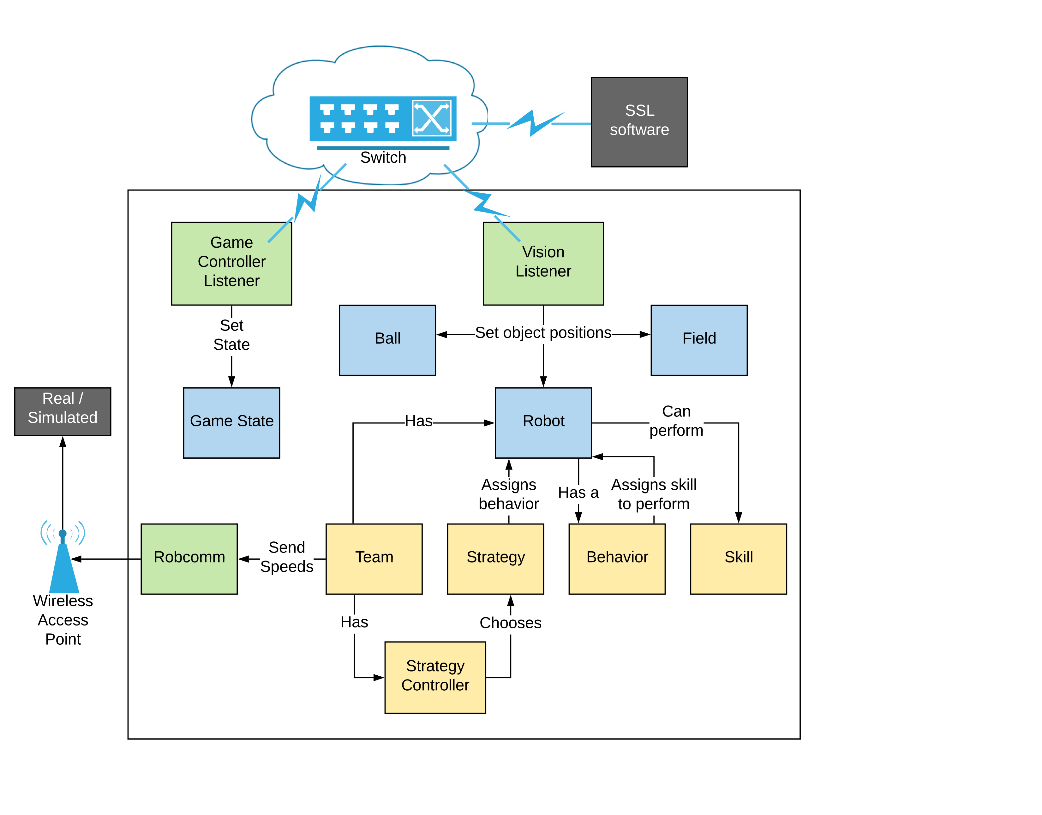 SSL
software
Switch
Game
Controller
Listener
Vision
Listener
Set
State
Ball
Set object positions
Field
Real /
Simulated
Game State
Has
Robot
Can
perform
Assigns
behavior
Has a
Assigns skill
to perform
Robcomm
Send
Speeds
Team
Strategy
Behavior
Skill
Wireless
Access
Point
Has
Chooses
Strategy
Controller